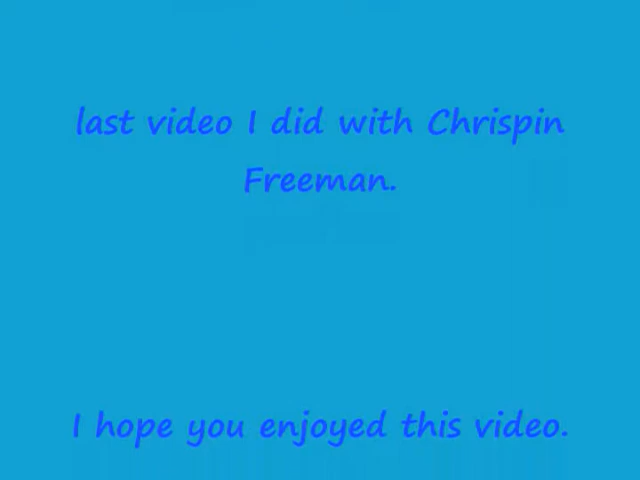 last video I did with Chrispin
Freeman.
I hope you enjoyed this video.